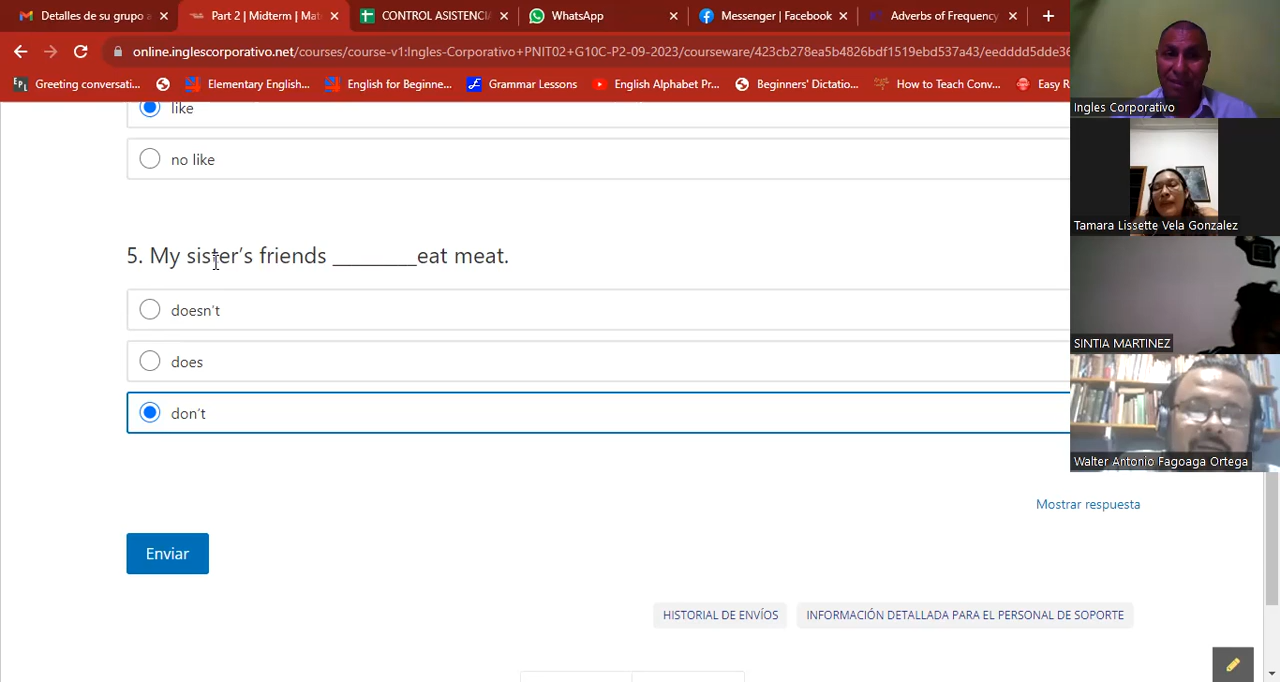 Detalles de su grupo a
Part 2 | Midterm | Mat
CONTROL ASISTENCI
WhatsApp
Messenger | Facebook
Adverbs of Frequency
online.inglescorporativo.net/courses/course-v1:Ingles-Corporativo+PNIT02+G10C-P2-09-2023/courseware/423cb278ea5b4826bdf1519ebd537a43/eedddd5dde36
Greeting conversati...
Elementary English...
English for Beginne...
Grammar Lessons
English Alphabet Pr...
Beginners' Dictatio...
How to Teach Conv...
Easy R
Ingles Corporativo
like
no like
Tamara Lissette Vela Gonzalez
5. My sister’s friends _________eat meat.
doesn’t
SINTIA MARTINEZ
does
don’t
Walter Antonio Fagoaga Ortega
Mostrar respuesta
Enviar
HISTORIAL DE ENVÍOS
INFORMACIÓN DETALLADA PARA EL PERSONAL DE SOPORTE